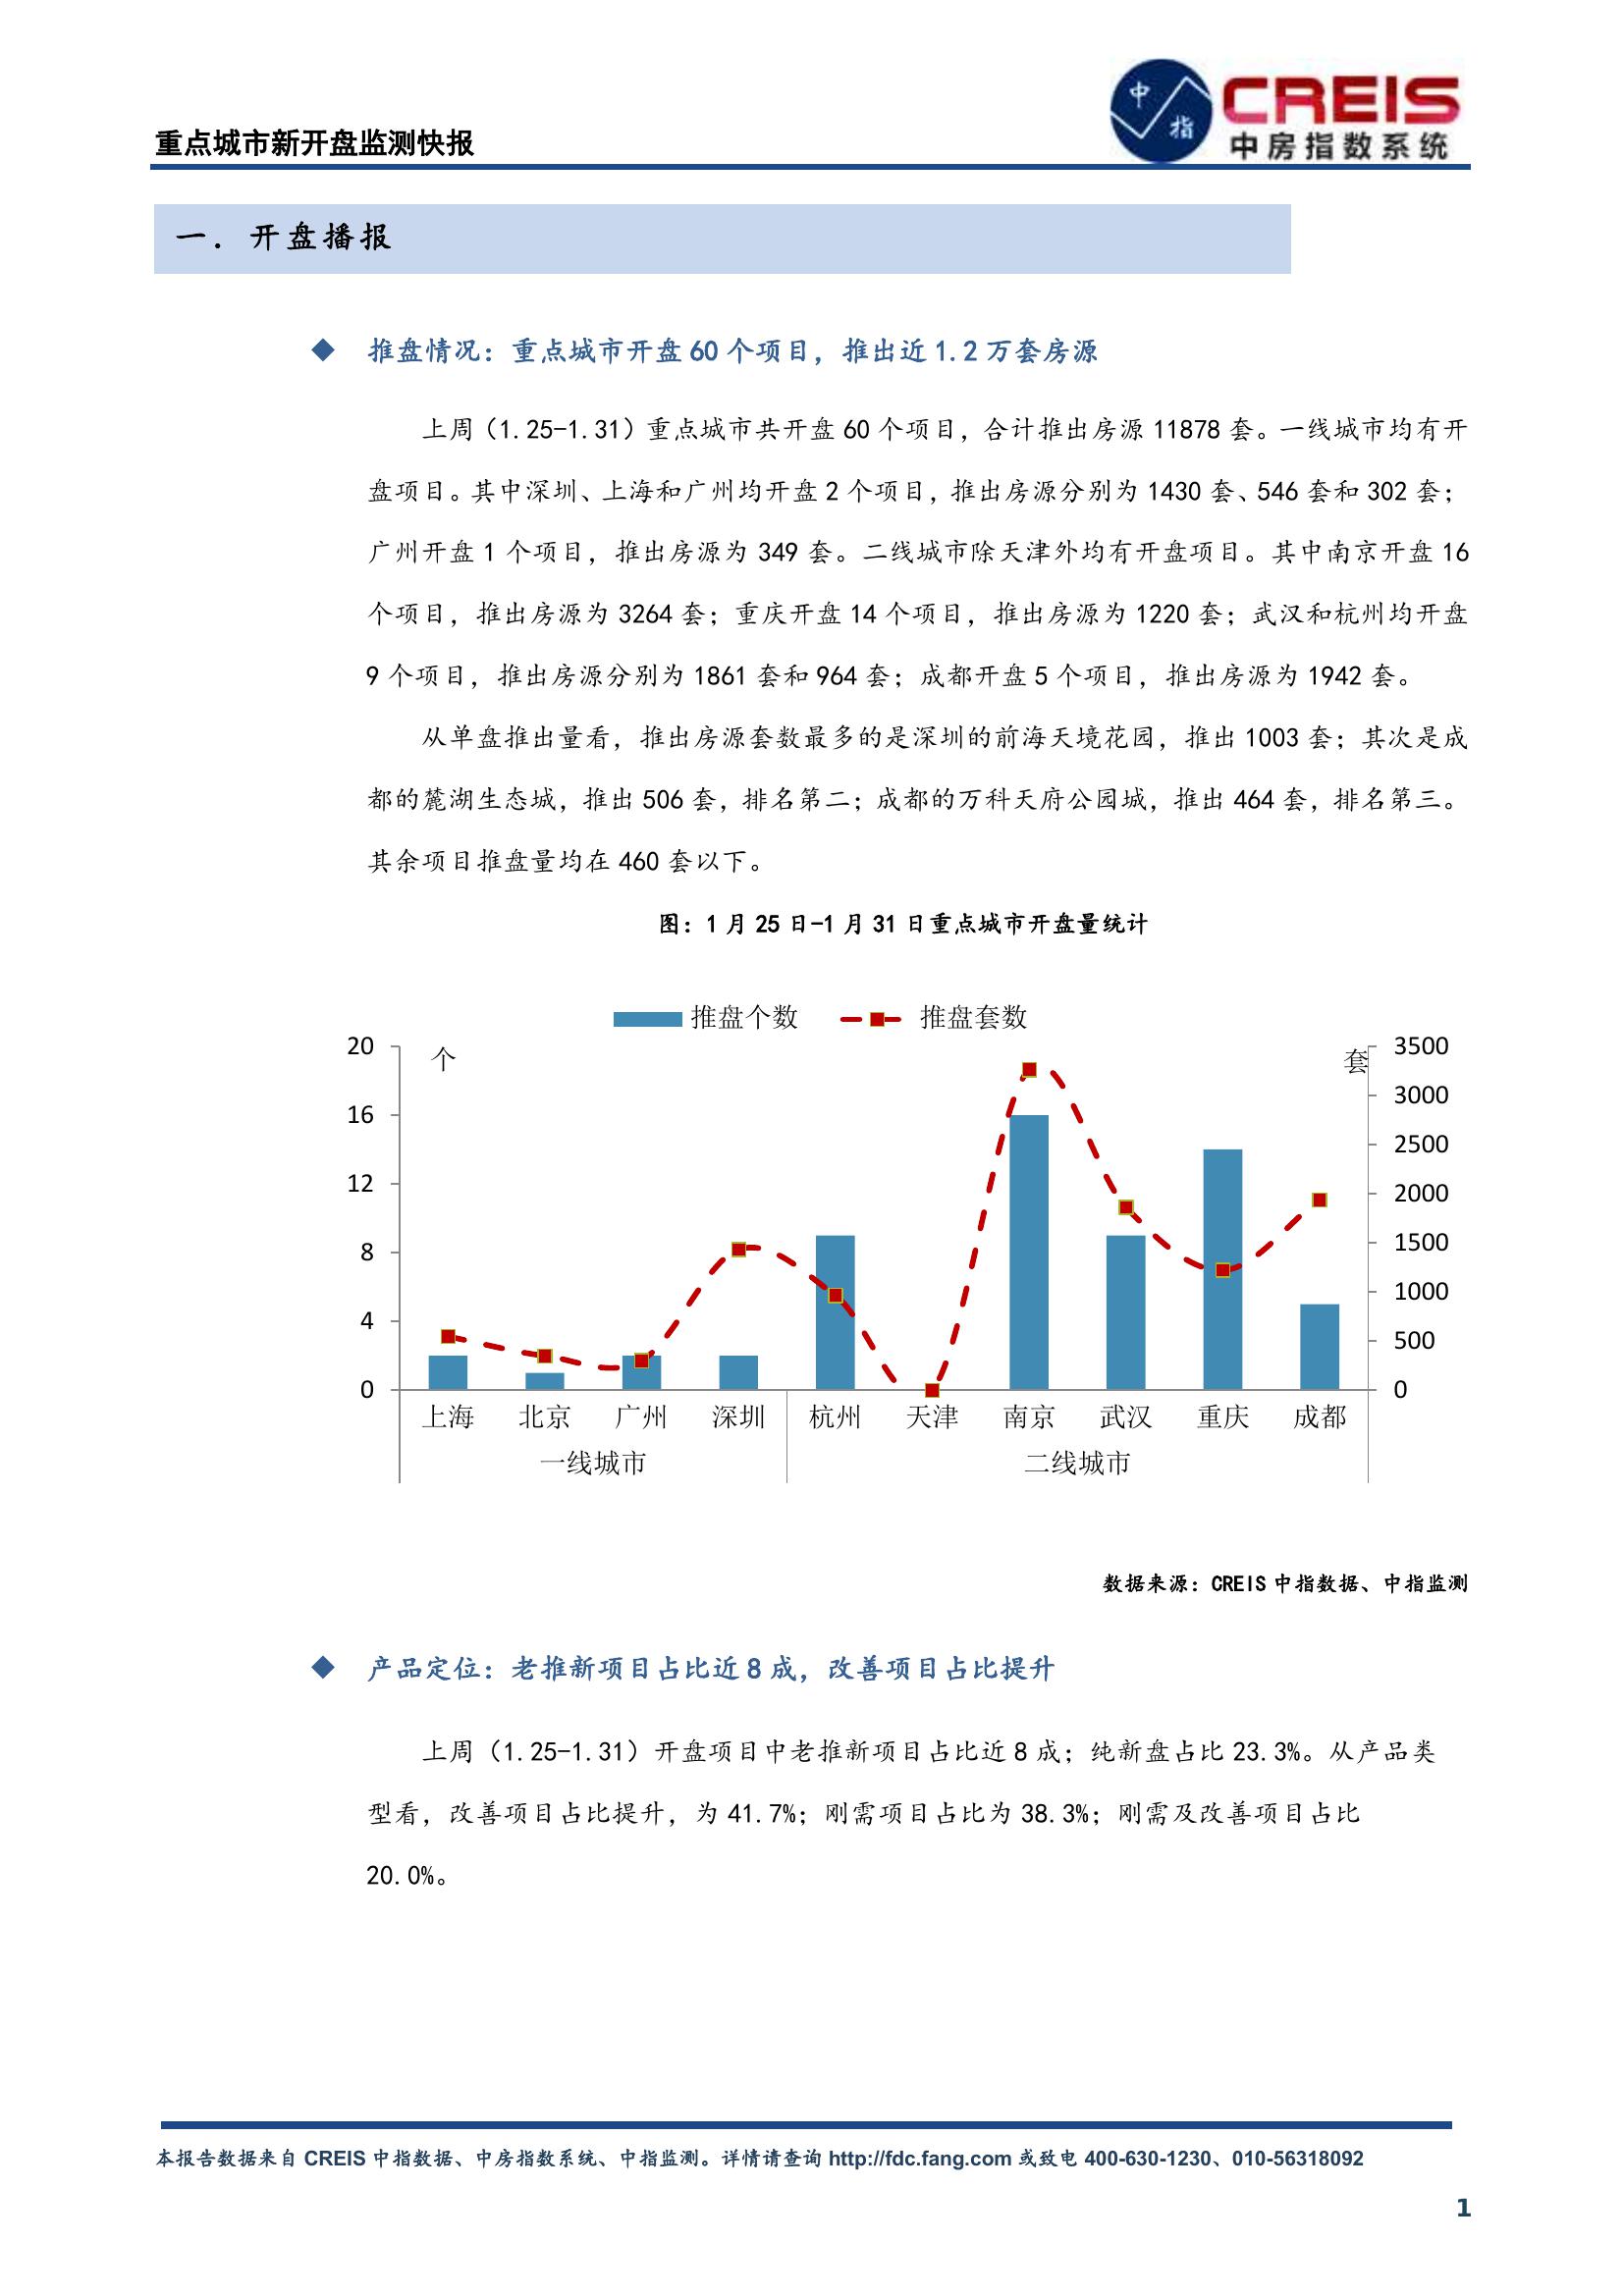 中
指
CREIS
中房指数系统
重点城市新开盘监测快报
一. 开盘播报
◆ 推盘情况：重点城市开盘 60 个项目，推出近 1.2 万套房源
上周（1.25-1.31）重点城市共开盘 60 个项目，合计推出房源 11878 套。一线城市均有开
盘项目。其中深圳、上海和广州均开盘 2 个项目，推出房源分别为 1430 套、546 套和 302 套；
广州开盘 1 个项目，推出房源为 349 套。二线城市除天津外均有开盘项目。其中南京开盘 16
个项目，推出房源为 3264 套；重庆开盘 14 个项目，推出房源为 1220 套；武汉和杭州均开盘
9 个项目，推出房源分别为 1861 套和 964 套；成都开盘 5 个项目，推出房源为 1942 套。
从单盘推出量看，推出房源套数最多的是深圳的前海天境花园，推出 1003 套；其次是成
都的麓湖生态城，推出 506 套，排名第二；成都的万科天府公园城，推出 464 套，排名第三。
其余项目推盘量均在 460 套以下。
图：1 月 25 日-1 月 31 日重点城市开盘量统计
推盘个数 推盘套数
个 套
20 3500
3000
16
2500
12
2000
8 1500
1000
4
500
0 0
上海 北京 广州 深圳 杭州 天津 南京 武汉 重庆 成都
一线城市 二线城市
数据来源：CREIS 中指数据、中指监测
◆ 产品定位：老推新项目占比近 8 成，改善项目占比提升
上周（1.25-1.31）开盘项目中老推新项目占比近 8 成；纯新盘占比 23.3%。从产品类
型看，改善项目占比提升，为 41.7%；刚需项目占比为 38.3%；刚需及改善项目占比
20.0%。
本报告数据来自 CREIS 中指数据、中房指数系统、中指监测。详情请查询 http://fdc.fang.com 或致电 400-630-1230、010-56318092
1